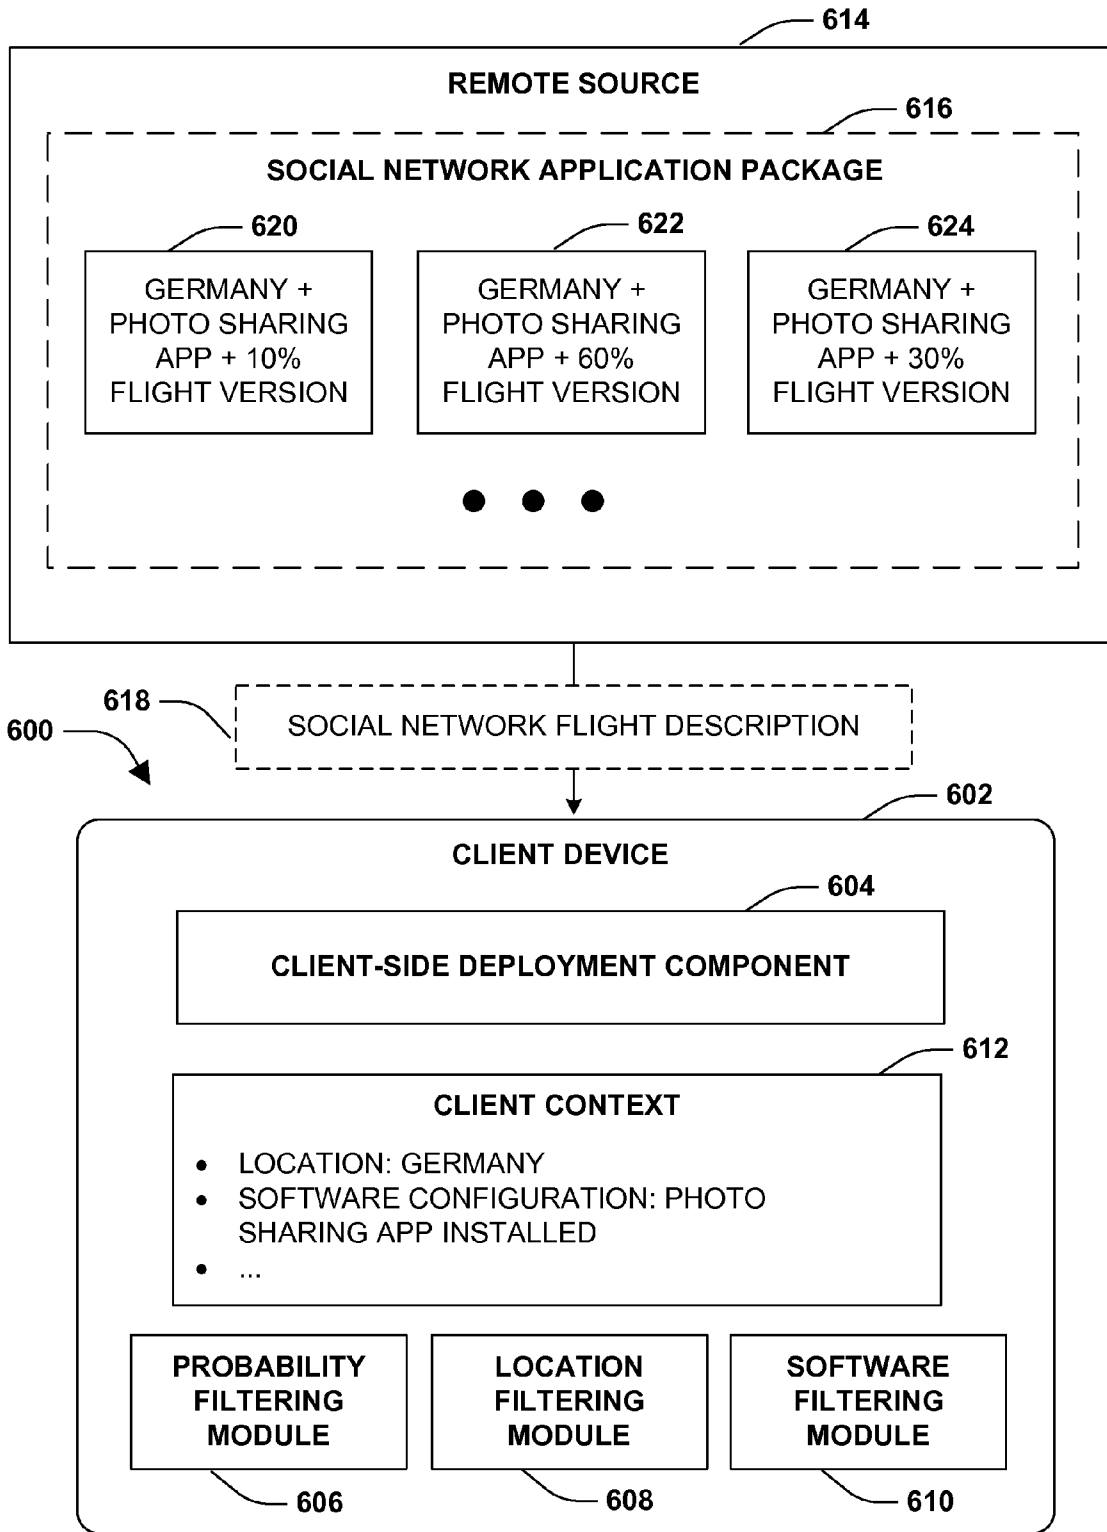 614
REMOTE SOURCE
616
SOCIAL NETWORK APPLICATION PACKAGE
620
622
624
GERMANY +
PHOTO SHARING
APP + 10%
FLIGHT VERSION
GERMANY +
PHOTO SHARING
APP + 60%
FLIGHT VERSION
GERMANY +
PHOTO SHARING
APP + 30%
FLIGHT VERSION
618
SOCIAL NETWORK FLIGHT DESCRIPTION
600
602
CLIENT DEVICE
604
CLIENT-SIDE DEPLOYMENT COMPONENT
612
CLIENT CONTEXT
• LOCATION: GERMANY
• SOFTWARE CONFIGURATION: PHOTO
SHARING APP INSTALLED
• ...
PROBABILITY
FILTERING
MODULE
LOCATION
FILTERING
MODULE
SOFTWARE
FILTERING
MODULE
606
608
610